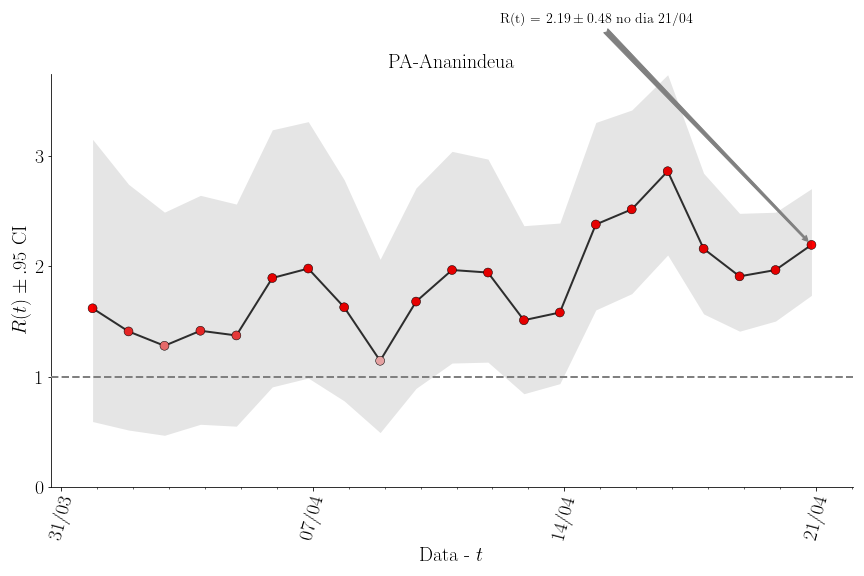 R(t) = 2.19 ± 0.48 no dia 21/04
PA-Ananindeua
3
2
1
0
R(t) ± .95 CI
31/03
07/04
14/04
21/04
Data - t